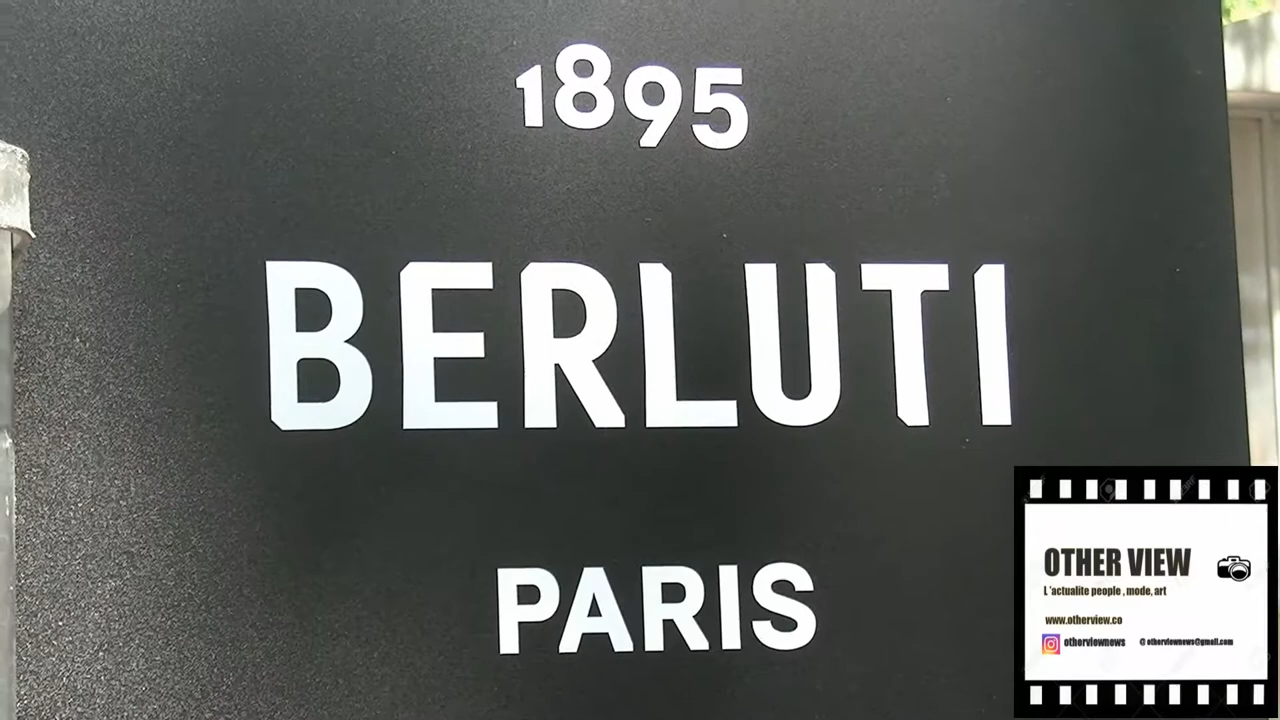 1895
BERLUTI
PARIS
OTHER VIEW
L 'actualite people , mode, art
www.otherview.co
otherviewnews
@ otherviewnews@gmail.com